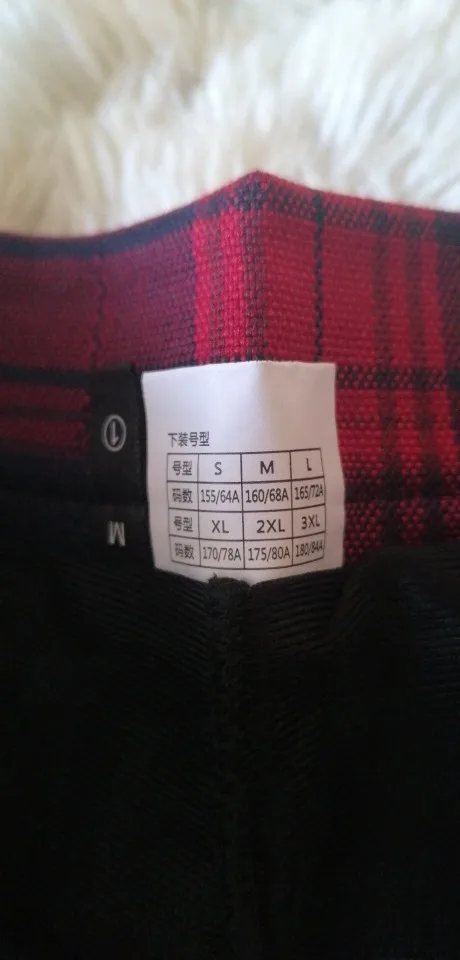 下装号型
号型 S M L
码数 155/64A 160/68A 165/72A
号型 XL 2XL 3XL
码数 170/78A 175/80A 180/84A
①
M